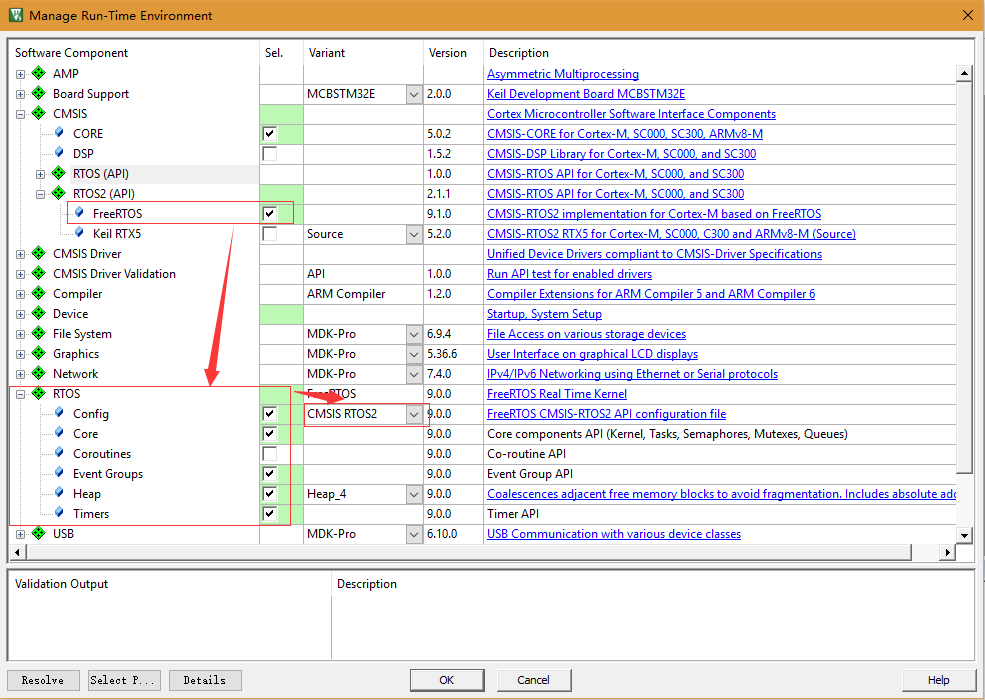 Manage Run-Time Environment
Software Component Sel. Variant Version Description
AMP Asymmetric Multiprocessing
Board Support MCBSTM32E 2.0.0 Keil Development Board MCBSTM32E
CMSIS Cortex Microcontroller Software Interface Components
CORE 5.0.2 CMSIS-CORE for Cortex-M, SC000, SC300, ARMv8-M
DSP 1.5.2 CMSIS-DSP Library for Cortex-M, SC000, and SC300
RTOS (API) 1.0.0 CMSIS-RTOS API for Cortex-M, SC000, and SC300
RTOS2 (API) 2.1.1 CMSIS-RTOS API for Cortex-M, SC000, and SC300
FreeRTOS 9.1.0 CMSIS-RTOS2 implementation for Cortex-M based on FreeRTOS
Keil RTX5 Source 5.2.0 CMSIS-RTOS2 RTX5 for Cortex-M, SC000, C300 and ARMv8-M (Source)
CMSIS Driver Unified Device Drivers compliant to CMSIS-Driver Specifications
CMSIS Driver Validation API 1.0.0 Run API test for enabled drivers
Compiler ARM Compiler 1.2.0 Compiler Extensions for ARM Compiler 5 and ARM Compiler 6
Device Startup, System Setup
File System MDK-Pro 6.9.4 File Access on various storage devices
Graphics MDK-Pro 5.36.6 User Interface on graphical LCD displays
Network MDK-Pro 7.4.0 IPv4/IPv6 Networking using Ethernet or Serial protocols
RTOS FreeRTOS 9.0.0 FreeRTOS Real Time Kernel
Config CMSIS RTOS2 9.0.0 FreeRTOS CMSIS-RTOS2 API configuration file
Core 9.0.0 Core components API (Kernel, Tasks, Semaphores, Mutexes, Queues)
Coroutines 9.0.0 Co-routine API
Event Groups 9.0.0 Event Group API
Heap Heap_4 9.0.0 Coalescences adjacent free memory blocks to avoid fragmentation. Includes absolute add
Timers 9.0.0 Timer API
USB MDK-Pro 6.10.0 USB Communication with various device classes
Validation Output Description
Resolve Select P... Details OK Cancel Help